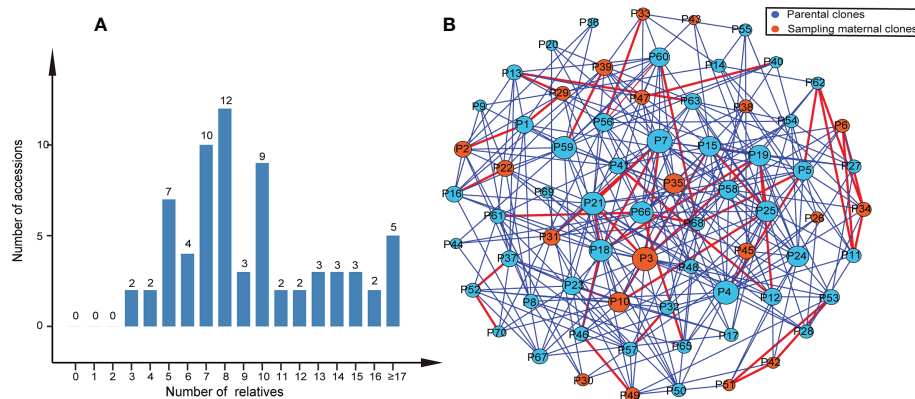 A
Number of accessions
10
5
0
0
0
0
2
2
7
4
10
12
3
9
2
2
3
3
3
2
5
0 1 2 3 4 5 6 7 8 9 10 11 12 13 14 15 16 ≥17
Number of relatives
B
Parental clones
Sampling maternal clones
P36
P33
P43
P55
P20
P60
P14
P40
P13
P39
P62
P29
P47
P63
P38
P9
P56
P54
P6
P1
P2
P59
P7
P15
P19
P5
P27
P22
P41
P35
P58
P16
P69
P21
P66
P25
P26
P34
P61
P68
P44
P31
P18
P3
P45
P24
P11
P37
P48
P52
P23
P4
P12
P53
P8
P10
P32
P70
P46
P17
P28
P67
P57
P65
P42
P30
P49
P50
P51